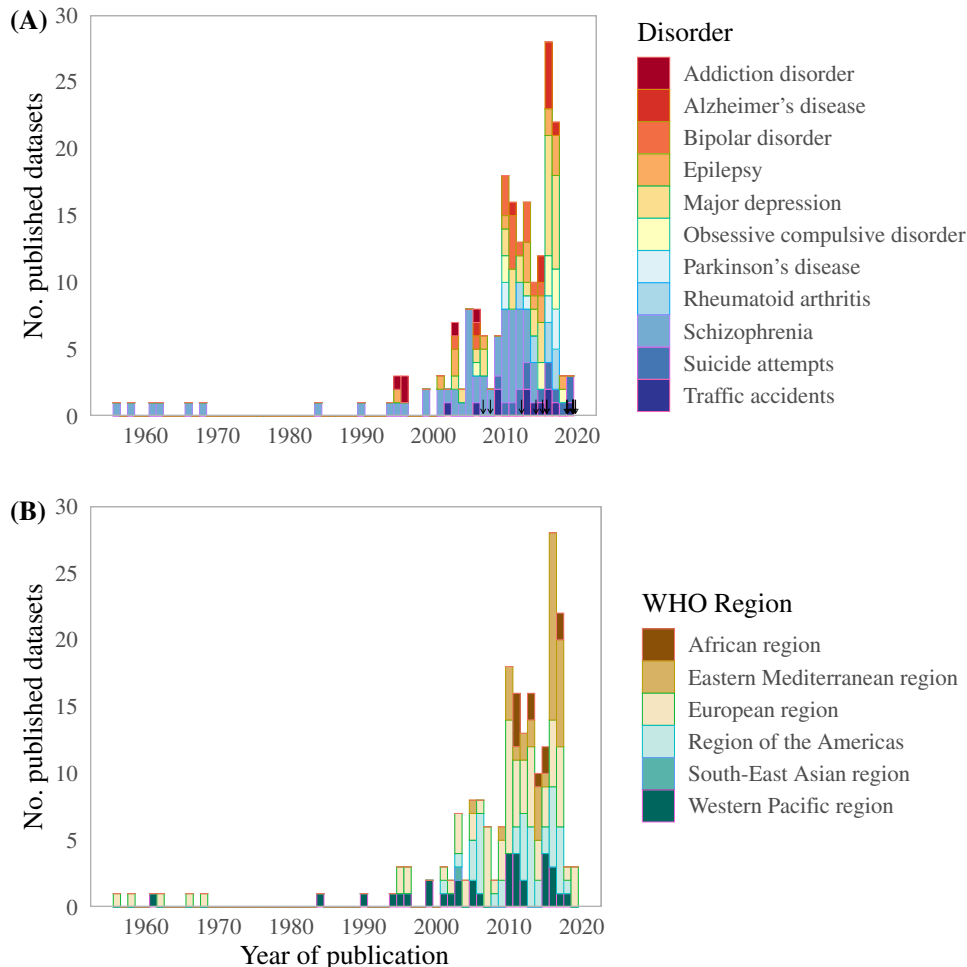 (A)
30
25
20
15
10
5
0
No. published datasets
1960 1970 1980 1990 2000 2010 2020
Disorder
Addiction disorder
Alzheimer's disease
Bipolar disorder
Epilepsy
Major depression
Obsessive compulsive disorder
Parkinson's disease
Rheumatoid arthritis
Schizophrenia
Suicide attempts
Traffic accidents
(B)
30
25
20
15
10
5
0
No. published datasets
1960 1970 1980 1990 2000 2010 2020
Year of publication
WHO Region
African region
Eastern Mediterranean region
European region
Region of the Americas
South-East Asian region
Western Pacific region